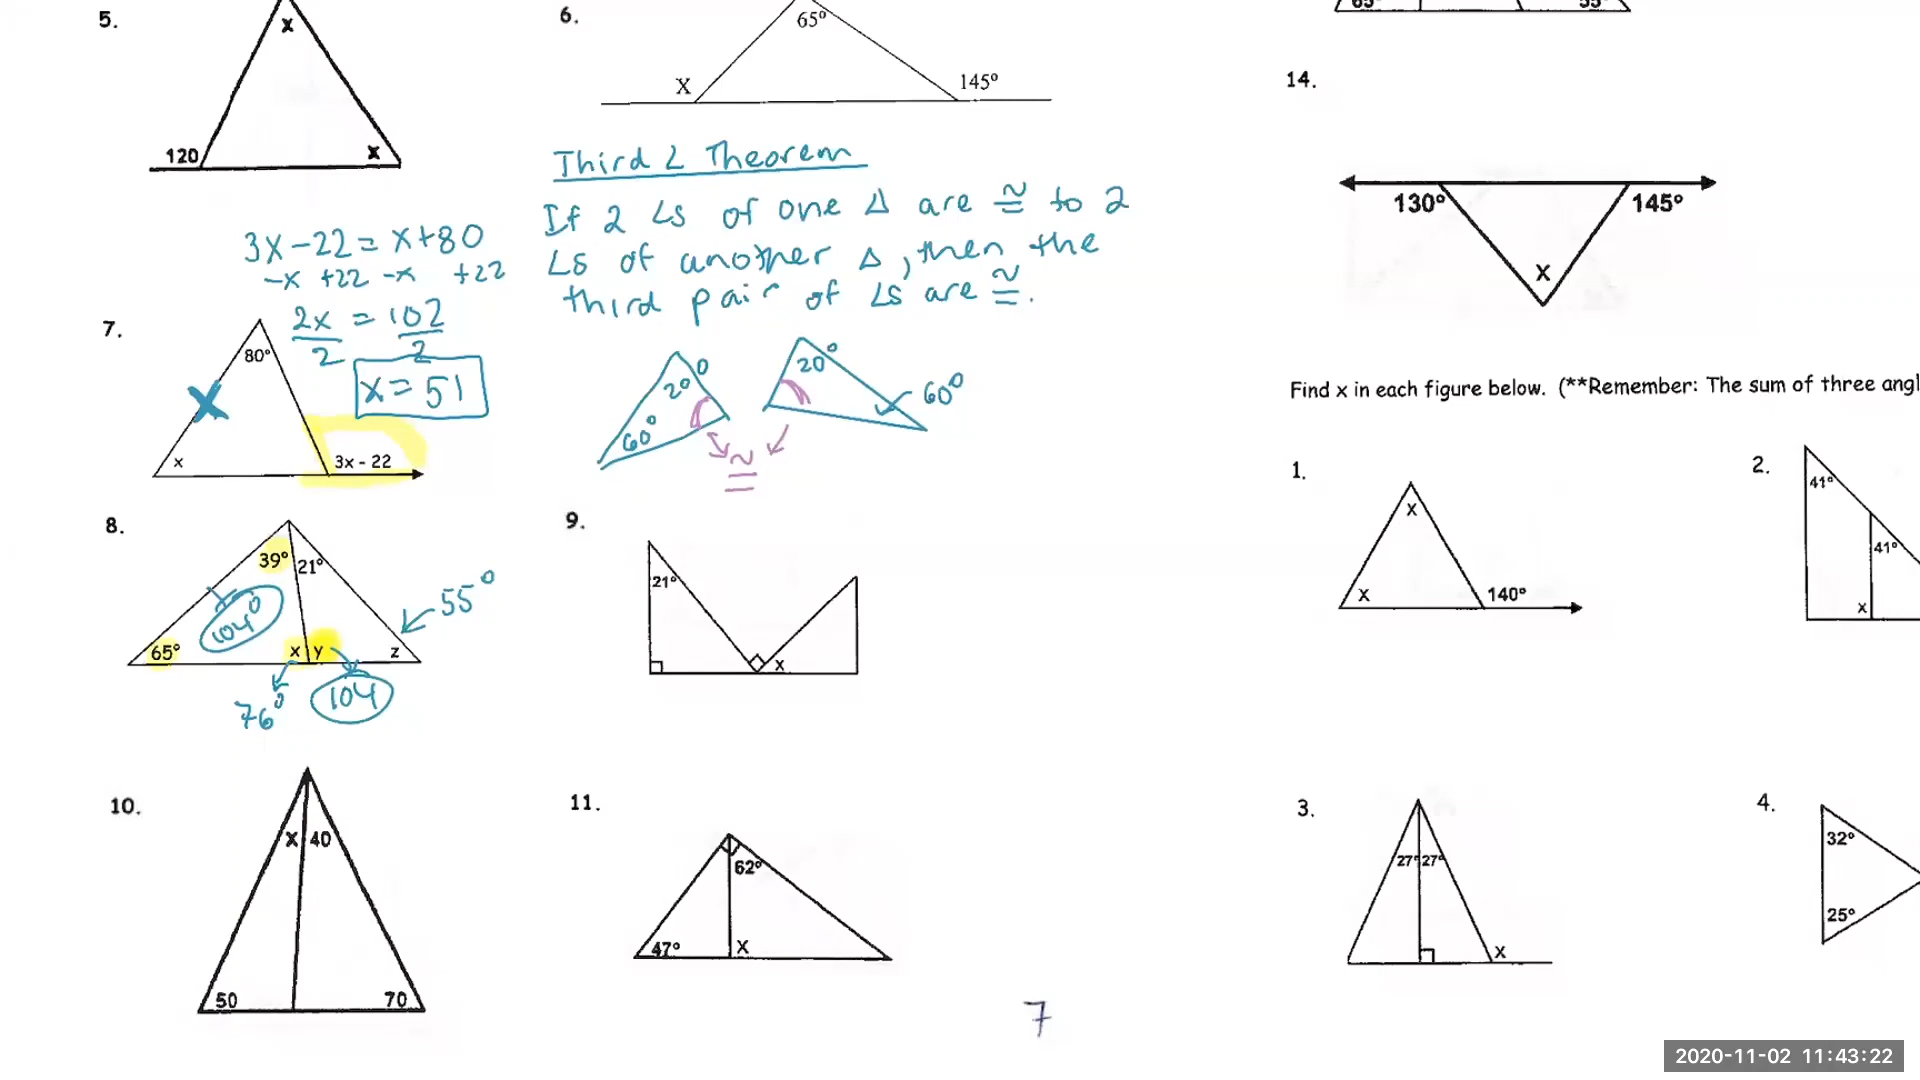 5.
x
120
x
6.
65°
X
145°
Third ∠ Theorem
If 2 ∠s of one Δ are ≅ to 2
∠s of another Δ, then the
third pair of ∠s are ≅.
20°
60°
20°
60°
≅
3x-22 = x+80
-x +22 -x +22
2x = 102
2 2
x = 51
7.
80°
X
x
3x - 22
8.
39°
21°
104°
55°
65°
x
y
z
76°
104
9.
21°
x
10.
x
40
50
70
11.
62°
47°
x
7
65°
55°
14.
130°
145°
X
Find x in each figure below. (**Remember: The sum of three angl
1.
x
x
140°
2.
41°
41°
x
3.
27°
27°
x
4.
32°
25°
2020-11-02 11:43:22